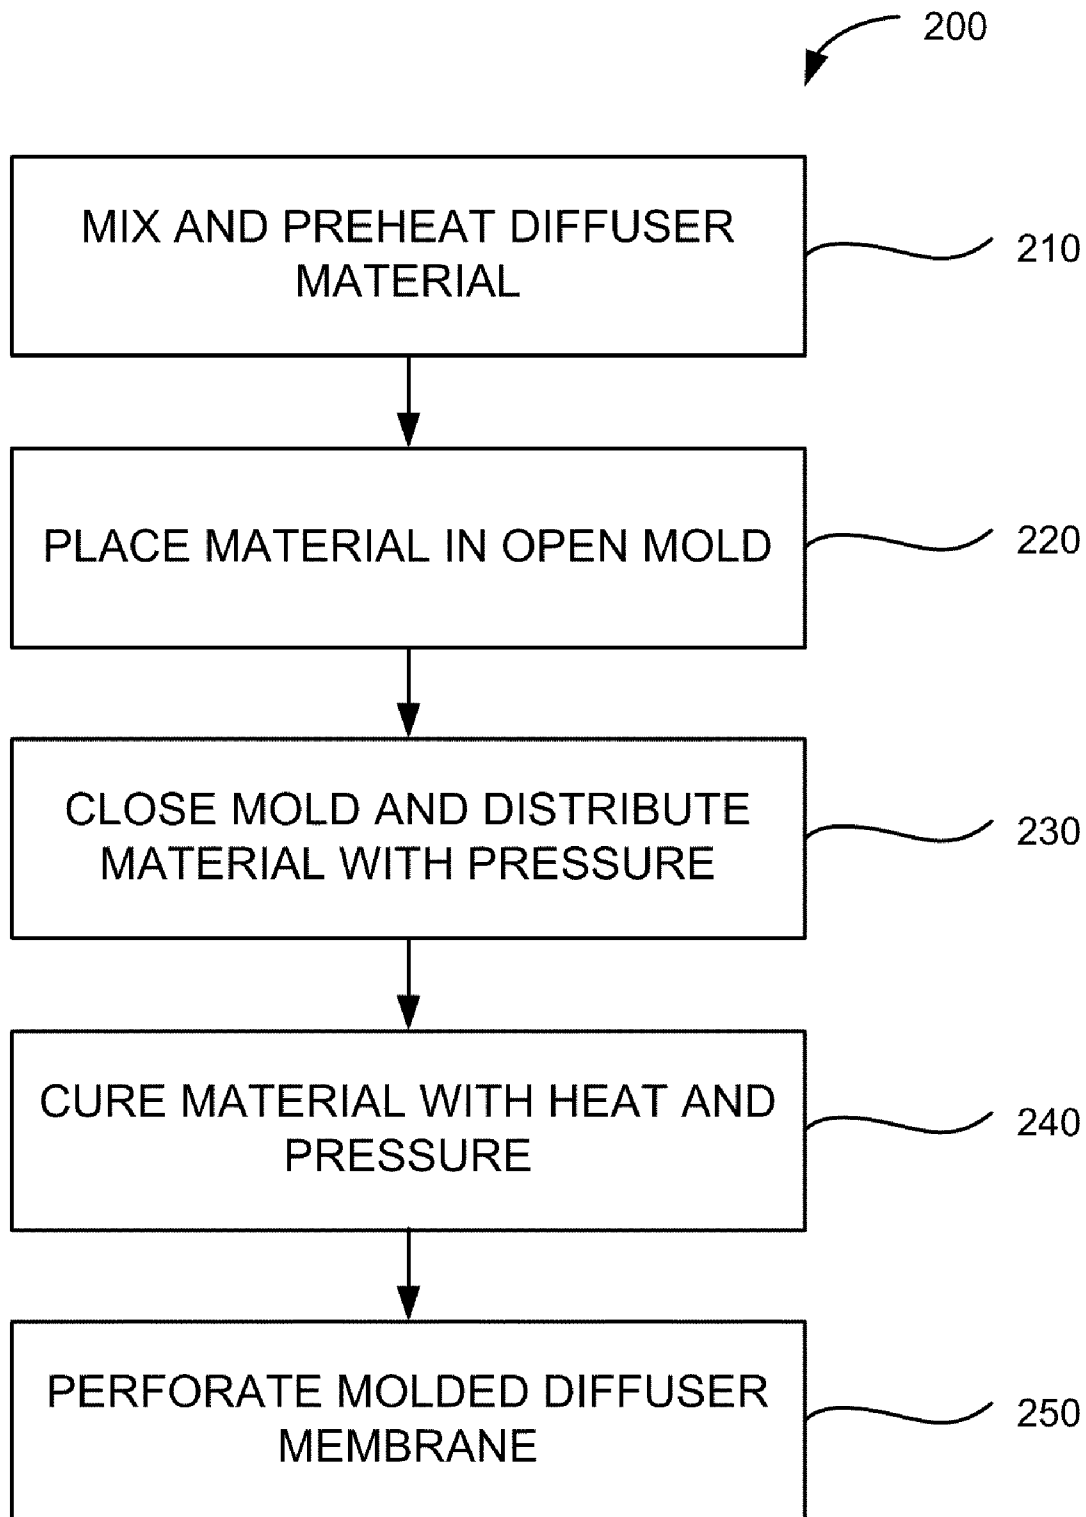 200
MIX AND PREHEAT DIFFUSER
MATERIAL
210
PLACE MATERIAL IN OPEN MOLD
220
CLOSE MOLD AND DISTRIBUTE
MATERIAL WITH PRESSURE
230
CURE MATERIAL WITH HEAT AND
PRESSURE
240
PERFORATE MOLDED DIFFUSER
MEMBRANE
250